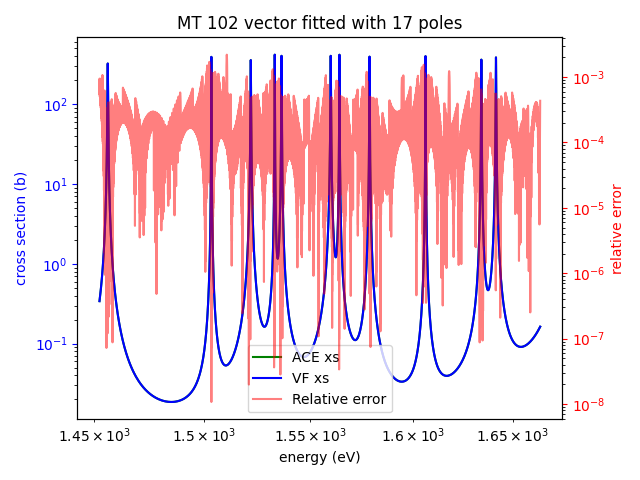 MT 102 vector fitted with 17 poles
cross section (b)
10²
10¹
10⁰
10⁻¹
10⁻³
10⁻⁴
10⁻⁵
10⁻⁶
10⁻⁷
10⁻⁸
relative error
ACE xs
VF xs
Relative error
1.45×10³ 1.5×10³ 1.55×10³ 1.6×10³ 1.65×10³
energy (eV)